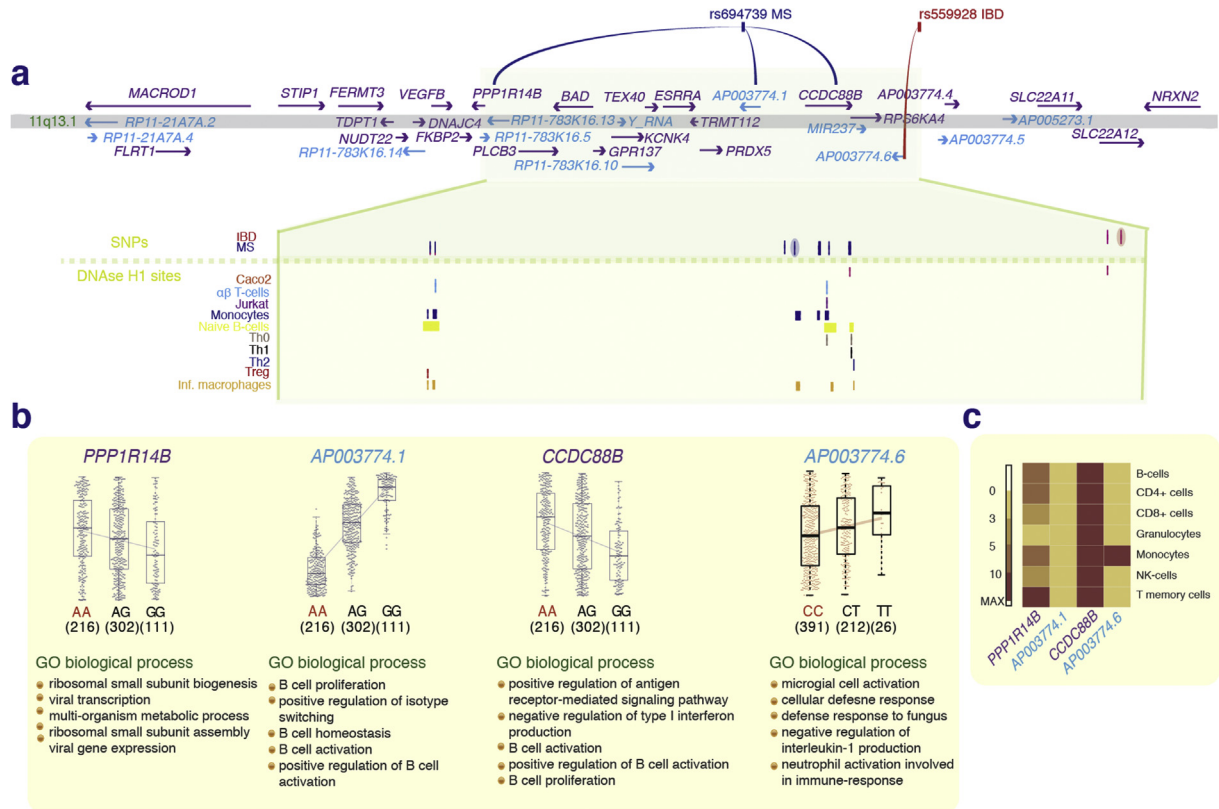 rs694739 MS
rs559928 IBD
a
MACROD1
STIP1
FERMT3
VEGFB
PPP1R14B
BAD
TEX40
ESRRA
AP003774.1
CCDC88B
AP003774.4
SLC22A11
NRXN2
11q13.1
RP11-21A7A.2
TDPT1
DNAJC4
RP11-783K16.13
Y_RNA
TRMT112
RPS6KA4
AP005273.1
RP11-21A7A.4
NUDT22
FKBP2
RP11-783K16.5
KCNK4
MIR237
AP003774.5
SLC22A12
FLRT1
RP11-783K16.14
PLCB3
GPR137
PRDX5
AP003774.6
RP11-783K16.10
SNPs
IBD
MS
DNAse H1 sites
Caco2
αβ T-cells
Jurkat
Monocytes
Naive B-cells
Th0
Th1
Th2
Treg
Inf. macrophages
b
PPP1R14B
AA AG GG
(216) (302)(111)
GO biological process
ribosomal small subunit biogenesis
viral transcription
multi-organism metabolic process
ribosomal small subunit assembly
viral gene expression
AP003774.1
AA AG GG
(216) (302)(111)
GO biological process
B cell proliferation
positive regulation of isotype
switching
B cell homeostasis
B cell activation
positive regulation of B cell
activation
CCDC88B
AA AG GG
(216) (302)(111)
GO biological process
positive regulation of antigen
receptor-mediated signaling pathway
negative regulation of type I interferon
production
B cell activation
positive regulation of B cell activation
B cell proliferation
AP003774.6
CC CT TT
(391) (212)(26)
GO biological process
microgial cell activation
cellular defesne response
defense response to fungus
negative regulation of
interleukin-1 production
neutrophil activation involved
in immune-response
c
0
3
5
10
MAX
B-cells
CD4+ cells
CD8+ cells
Granulocytes
Monocytes
NK-cells
T memory cells
PPP1R14B
AP003774.1
CCDC88B
AP003774.6